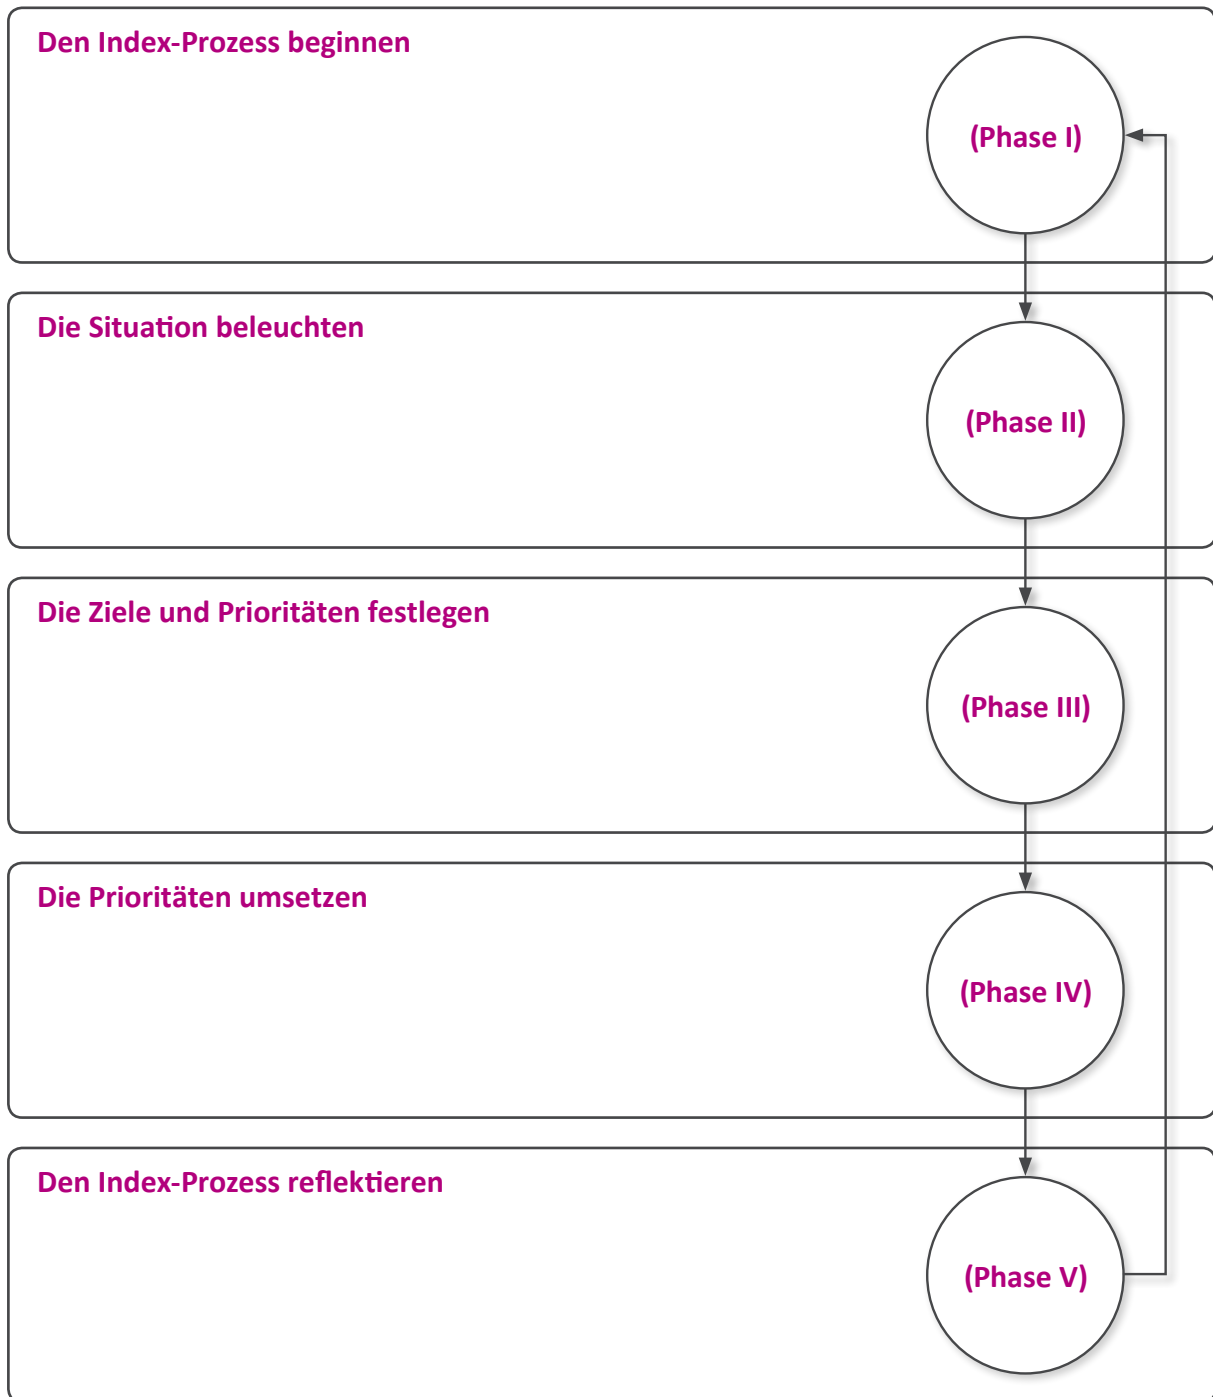 Den Index-Prozess beginnen
(Phase I)
Die Situation beleuchten
(Phase II)
Die Ziele und Prioritäten festlegen
(Phase III)
Die Prioritäten umsetzen
(Phase IV)
Den Index-Prozess reflektieren
(Phase V)